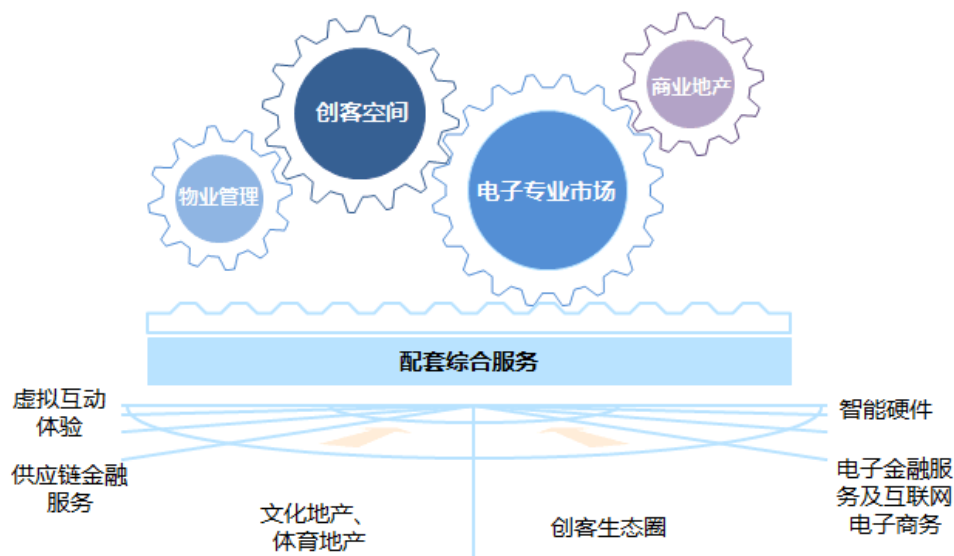 商业地产
创客空间
电子专业市场
物业管理
配套综合服务
虚拟互动
体验
智能硬件
供应链金融
服务
电子金融服
务及互联网
电子商务
文化地产、
体育地产
创客生态圈